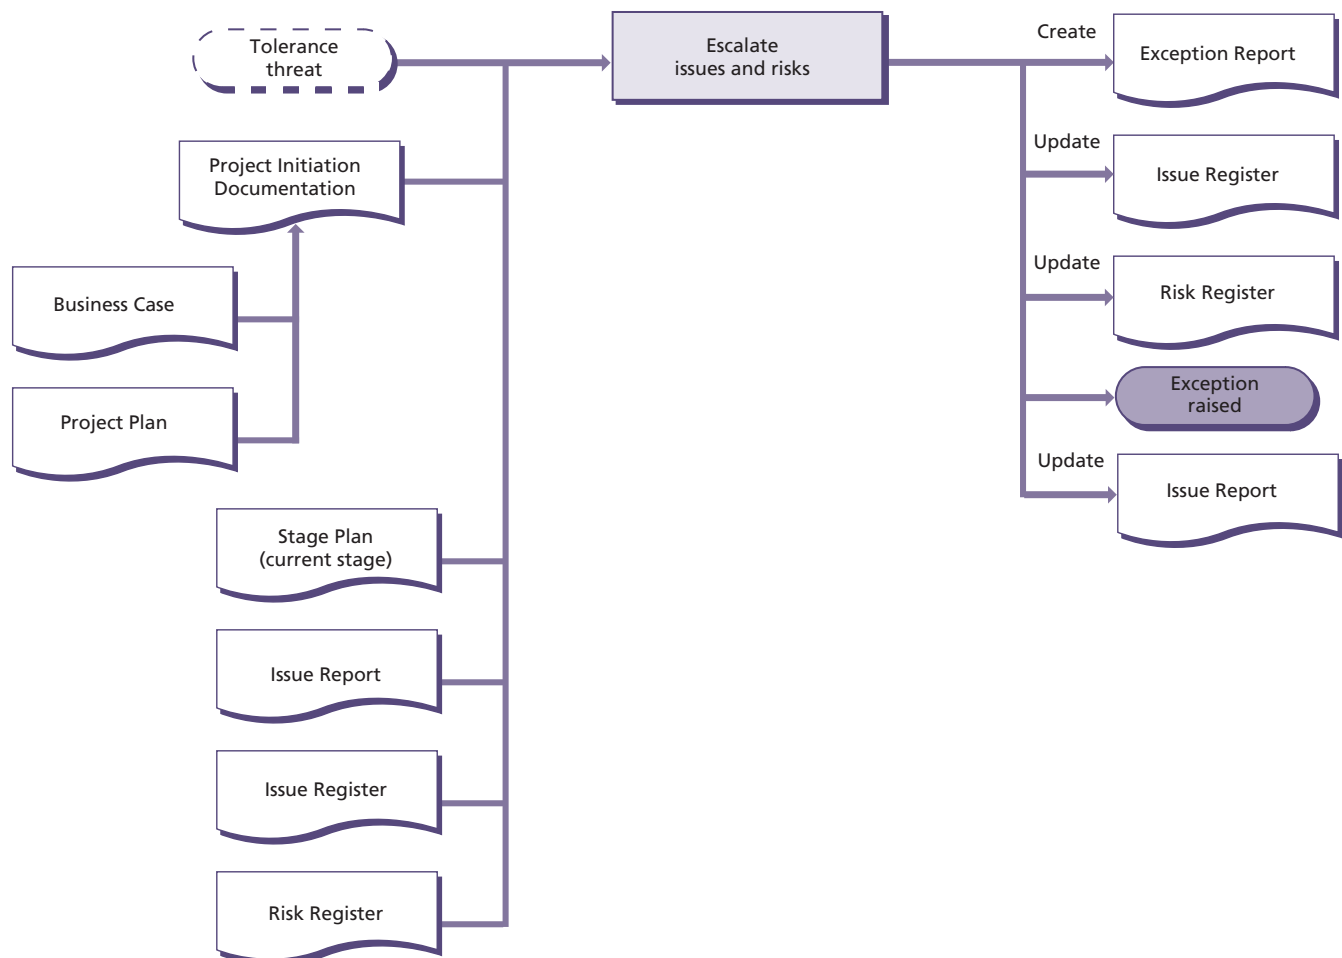 Tolerance
threat
Escalate
issues and risks
Create
Exception Report
Project Initiation
Documentation
Update
Issue Register
Business Case
Update
Risk Register
Project Plan
Exception
raised
Update
Issue Report
Stage Plan
(current stage)
Issue Report
Issue Register
Risk Register